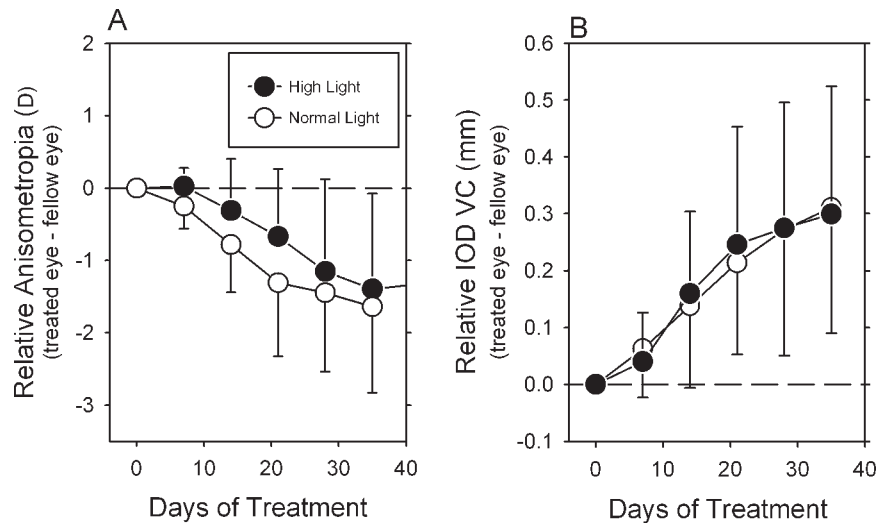 A
Relative Anisometropia (D)
(treated eye - fellow eye)
2
1
0
-1
-2
-3
High Light
Normal Light
0
10
20
30
40
Days of Treatment
B
Relative IOD VC (mm)
(treated eye - fellow eye)
0.6
0.5
0.4
0.3
0.2
0.1
0.0
-0.1
0
10
20
30
40
Days of Treatment